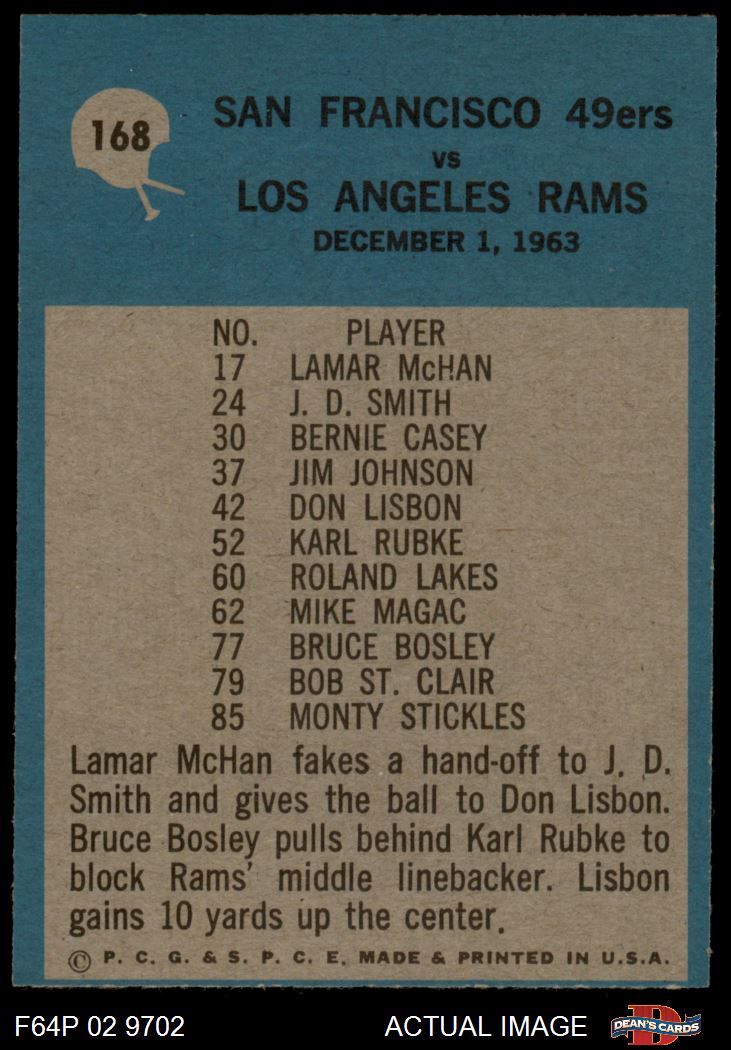 168
SAN FRANCISCO 49ers
VS
LOS ANGELES RAMS
DECEMBER 1, 1963
NO. PLAYER
17 LAMAR McHAN
24 J. D. SMITH
30 BERNIE CASEY
37 JIM JOHNSON
42 DON LISBON
52 KARL RUBKE
60 ROLAND LAKES
62 MIKE MAGAC
77 BRUCE BOSLEY
79 BOB ST. CLAIR
85 MONTY STICKLES
Lamar McHan fakes a hand-off to J. D.
Smith and gives the ball to Don Lisbon.
Bruce Bosley pulls behind Karl Rubke to
block Rams' middle linebacker. Lisbon
gains 10 yards up the center.
© P. C. G. & S. P. C. E. MADE & PRINTED IN U.S.A.
F64P 02 9702 ACTUAL IMAGE
D
DEAN'S CARDS